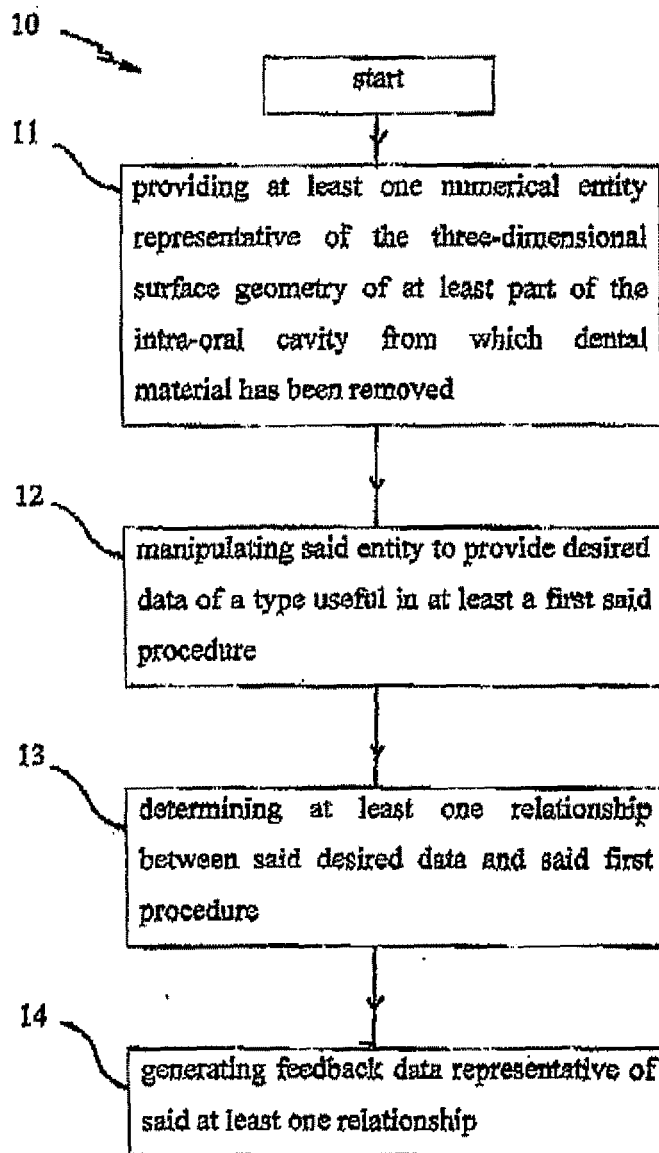 10
start
11
providing at least one numerical entity
representative of the three-dimensional
surface geometry of at least part of the
intra-oral cavity from which dental
material has been removed
12
manipulating said entity to provide desired
data of a type useful in at least a first said
procedure
13
determining at least one relationship
between said desired data and said first
procedure
14
generating feedback data representative of
said at least one relationship